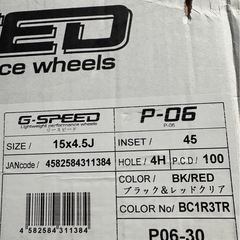 EED
nce wheels
G-SPEED
Lightweight performance wheels
P-06
P-06
SIZE / 15x4.5J
INSET / 45
JANcode / 4582584311384
HOLE / 4H P.C.D / 100
COLOR / BK/RED
ブラック&レッドクリア
COLOR No/ BC1R3TR
4 582584 311384
P06-30